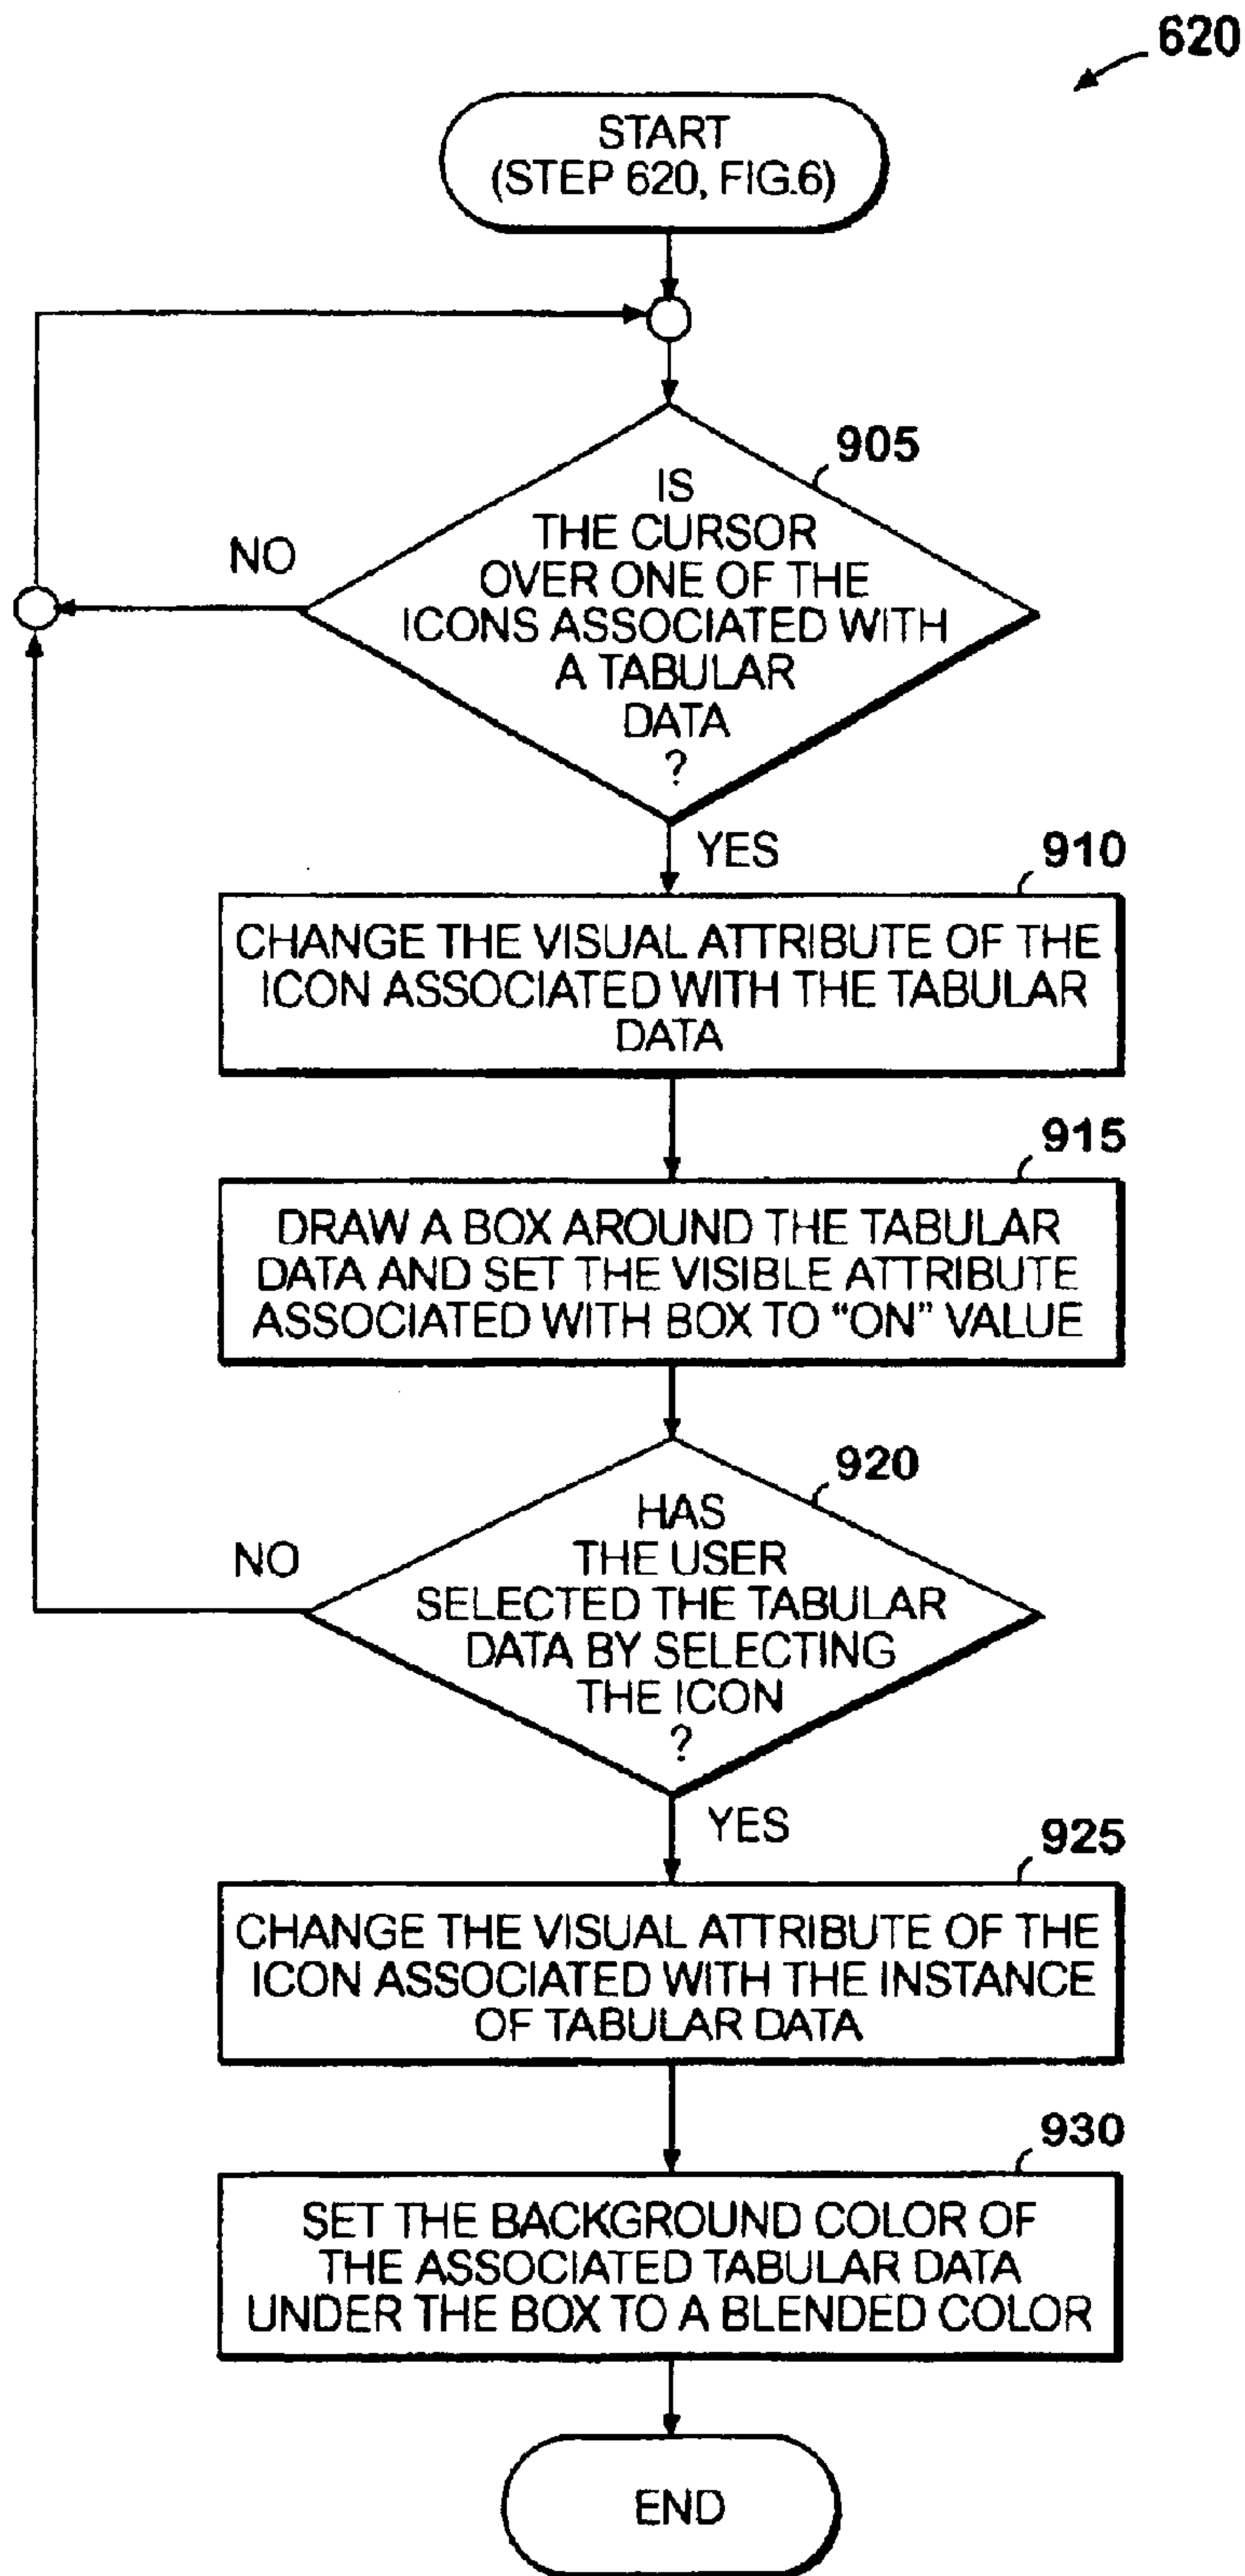 620
START
(STEP 620, FIG.6)
905
IS
THE CURSOR
OVER ONE OF THE
ICONS ASSOCIATED WITH
A TABULAR
DATA
?
NO
YES
910
CHANGE THE VISUAL ATTRIBUTE OF THE
ICON ASSOCIATED WITH THE TABULAR
DATA
915
DRAW A BOX AROUND THE TABULAR
DATA AND SET THE VISIBLE ATTRIBUTE
ASSOCIATED WITH BOX TO “ON” VALUE
920
HAS
THE USER
SELECTED THE TABULAR
DATA BY SELECTING
THE ICON
?
NO
YES
925
CHANGE THE VISUAL ATTRIBUTE OF THE
ICON ASSOCIATED WITH THE INSTANCE
OF TABULAR DATA
930
SET THE BACKGROUND COLOR OF
THE ASSOCIATED TABULAR DATA
UNDER THE BOX TO A BLENDED COLOR
END